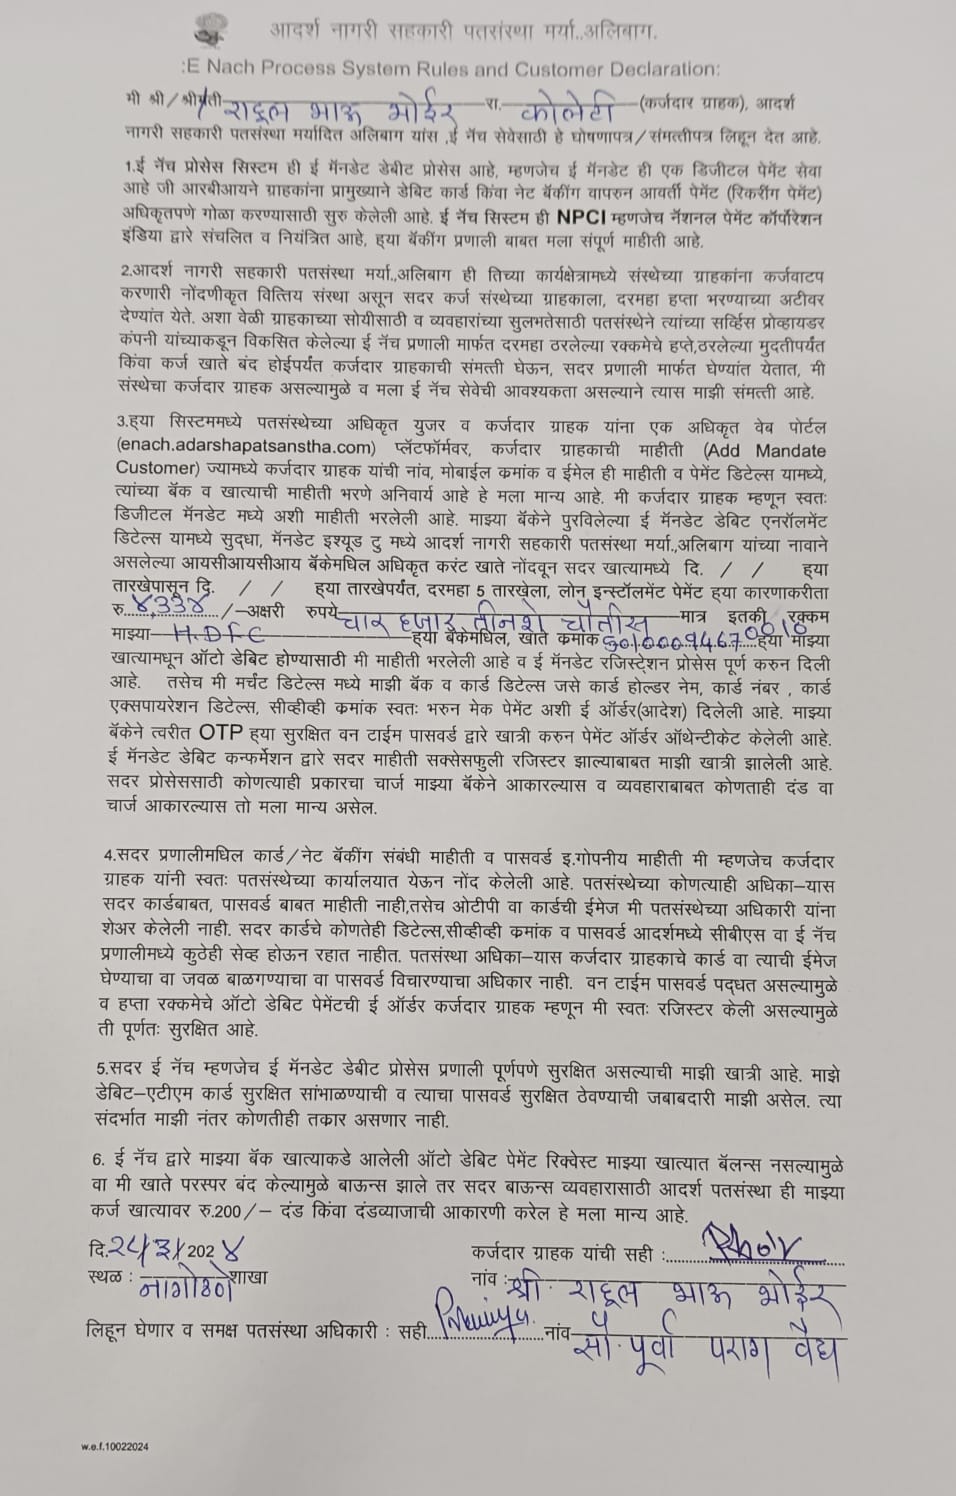 आदर्श नागरी सहकारी पतसंस्था मर्या..अलिबाग.
:E Nach Process System Rules and Customer Declaration:
मी श्री/श्रीमती राहूल भाऊ भोईर रा. कोलेटी (कर्जदार ग्राहक), आदर्श
नागरी सहकारी पतसंस्था मर्यादित अलिबाग यांस ,ई नॅच सेवेसाठी हे घोषणापत्र/संमत्तीपत्र लिहून देत आहे.
1.ई नॅच प्रोसेस सिस्टम ही ई मॅनडेट डेबीट प्रोसेस आहे, म्हणजेच ई मॅनडेट ही एक डिजीटल पेमेंट सेवा
आहे जी आरबीआयने ग्राहकांना प्रामुख्याने डेबिट कार्ड किंवा नेट बॅकींग वापरुन आवर्ती पेमेंट (रिकरींग पेमेंट)
अधिकृतपणे गोळा करण्यासाठी सुरु केलेली आहे. ई नॅच सिस्टम ही NPCI म्हणजेच नॅशनल पेमेंट कॉर्पोरेशन
इंडिया द्वारे संचलित व नियंत्रित आहे, ह्या बॅकींग प्रणाली बाबत मला संपूर्ण माहीती आहे.
2.आदर्श नागरी सहकारी पतसंस्था मर्या.,अलिबाग ही तिच्या कार्यक्षेत्रामध्ये संस्थेच्या ग्राहकांना कर्जवाटप
करणारी नोंदणीकृत वित्तिय संस्था असून सदर कर्ज संस्थेच्या ग्राहकाला, दरमहा हप्ता भरण्याच्या अटीवर
देण्यांत येते. अशा वेळी ग्राहकाच्या सोयीसाठी व व्यवहारांच्या सुलभतेसाठी पतसंस्थेने त्यांच्या सर्व्हिस प्रोव्हायडर
कंपनी यांच्याकडून विकसित केलेल्या ई नॅच प्रणाली मार्फत दरमहा ठरलेल्या रक्कमेचे हप्ते,ठरलेल्या मुदतीपर्यंत
किंवा कर्ज खाते बंद होईपर्यंत कर्जदार ग्राहकाची संमत्ती घेऊन, सदर प्रणाली मार्फत घेण्यांत येतात, मी
संस्थेचा कर्जदार ग्राहक असल्यामुळे व मला ई नॅच सेवेची आवश्यकता असल्याने त्यास माझी संमत्ती आहे.
3.ह्या सिस्टममध्ये पतसंस्थेच्या अधिकृत युजर व कर्जदार ग्राहक यांना एक अधिकृत वेब पोर्टल
(enach.adarshapatsanstha.com) प्लॅटफॉर्मवर, कर्जदार ग्राहकाची माहीती (Add Mandate
Customer) ज्यामध्ये कर्जदार ग्राहक यांची नांव, मोबाईल क्रमांक व ईमेल ही माहीती व पेमेंट डिटेल्स यामध्ये,
त्यांच्या बॅक व खात्याची माहीती भरणे अनिवार्य आहे हे मला मान्य आहे. मी कर्जदार ग्राहक म्हणून स्वतः
डिजीटल मॅनडेट मध्ये अशी माहीती भरलेली आहे. माझ्या बॅकेने पुरविलेल्या ई मॅनडेट डेबिट एनरॉलमेंट
डिटेल्स यामध्ये सुद्धा, मॅनडेट इश्यूड टु मध्ये आदर्श नागरी सहकारी पतसंस्था मर्या.,अलिबाग यांच्या नावाने
असलेल्या आयसीआयसीआय बॅकेमधिल अधिकृत करंट खाते नोंदवून सदर खात्यामध्ये दि. / / ह्या
तारखेपासून दि. / / ह्या तारखेपर्यंत, दरमहा 5 तारखेला, लोन इन्स्टॉलमेंट पेमेंट ह्या कारणाकरीता
रु. ४,३३४ /–अक्षरी रुपये चार हजार तीनशे चौतीस मात्र इतकी रक्कम
माझ्या H.DFC ह्या बॅकेमधिल, खाते क्रमांक 50100094670010 ह्या माझ्या
खात्यामधून ऑटो डेबिट होण्यासाठी मी माहीती भरलेली आहे व ई मॅनडेट रजिस्ट्रेशन प्रोसेस पूर्ण करुन दिली
आहे. तसेच मी मर्चंट डिटेल्स मध्ये माझी बॅक व कार्ड डिटेल्स जसे कार्ड होल्डर नेम, कार्ड नंबर , कार्ड
एक्सपायरेशन डिटेल्स, सीव्हीव्ही क्रमांक स्वतः भरुन मेक पेमेंट अशी ई ऑर्डर(आदेश) दिलेली आहे. माझ्या
बॅकेने त्वरीत OTP ह्या सुरक्षित वन टाईम पासवर्ड द्वारे खात्री करुन पेमेंट ऑर्डर ऑथेन्टीकेट केलेली आहे.
ई मॅनडेट डेबिट कन्फर्मेशन द्वारे सदर माहीती सक्सेसफुली रजिस्टर झाल्याबाबत माझी खात्री झालेली आहे.
सदर प्रोसेससाठी कोणत्याही प्रकारचा चार्ज माझ्या बॅकेने आकारल्यास व व्यवहाराबाबत कोणताही दंड वा
चार्ज आकारल्यास तो मला मान्य असेल.
4.सदर प्रणालीमधिल कार्ड/नेट बॅकींग संबंधी माहीती व पासवर्ड इ.गोपनीय माहीती मी म्हणजेच कर्जदार
ग्राहक यांनी स्वतः पतसंस्थेच्या कार्यालयात येऊन नोंद केलेली आहे. पतसंस्थेच्या कोणत्याही अधिका–यास
सदर कार्डबाबत, पासवर्ड बाबत माहीती नाही,तसेच ओटीपी वा कार्डची ईमेज मी पतसंस्थेच्या अधिकारी यांना
शेअर केलेली नाही. सदर कार्डचे कोणतेही डिटेल्स,सीव्हीव्ही क्रमांक व पासवर्ड आदर्शमध्ये सीबीएस वा ई नॅच
प्रणालीमध्ये कुठेही सेव्ह होऊन रहात नाहीत. पतसंस्था अधिका–यास कर्जदार ग्राहकाचे कार्ड वा त्याची ईमेज
घेण्याचा वा जवळ बाळगण्याचा वा पासवर्ड विचारण्याचा अधिकार नाही. वन टाईम पासवर्ड पद्धत असल्यामुळे
व हप्ता रक्कमेचे ऑटो डेबिट पेमेंटची ई ऑर्डर कर्जदार ग्राहक म्हणून मी स्वतः रजिस्टर केली असल्यामुळे
ती पूर्णतः सुरक्षित आहे.
5.सदर ई नॅच म्हणजेच ई मॅनडेट डेबीट प्रोसेस प्रणाली पूर्णपणे सुरक्षित असल्याची माझी खात्री आहे. माझे
डेबिट–एटीएम कार्ड सुरक्षित सांभाळण्याची व त्याचा पासवर्ड सुरक्षित ठेवण्याची जबाबदारी माझी असेल. त्या
संदर्भात माझी नंतर कोणतीही तक्रार असणार नाही.
6. ई नॅच द्वारे माझ्या बॅक खात्याकडे आलेली ऑटो डेबिट पेमेंट रिक्वेस्ट माझ्या खात्यात बॅलन्स नसल्यामुळे
वा मी खाते परस्पर बंद केल्यामुळे बाऊन्स झाले तर सदर बाऊन्स व्यवहारासाठी आदर्श पतसंस्था ही माझ्या
कर्ज खात्यावर रु.200/– दंड किंवा दंडव्याजाची आकारणी करेल हे मला मान्य आहे.
दि.२८/३/202४ कर्जदार ग्राहक यांची सही :
स्थळ : नागोठणे शाखा नांव : श्री. राहूल भाऊ भोईर
लिहून घेणार व समक्ष पतसंस्था अधिकारी : सही नांव सौ. पूर्वा पराग वैद्य
w.e.f.10022024